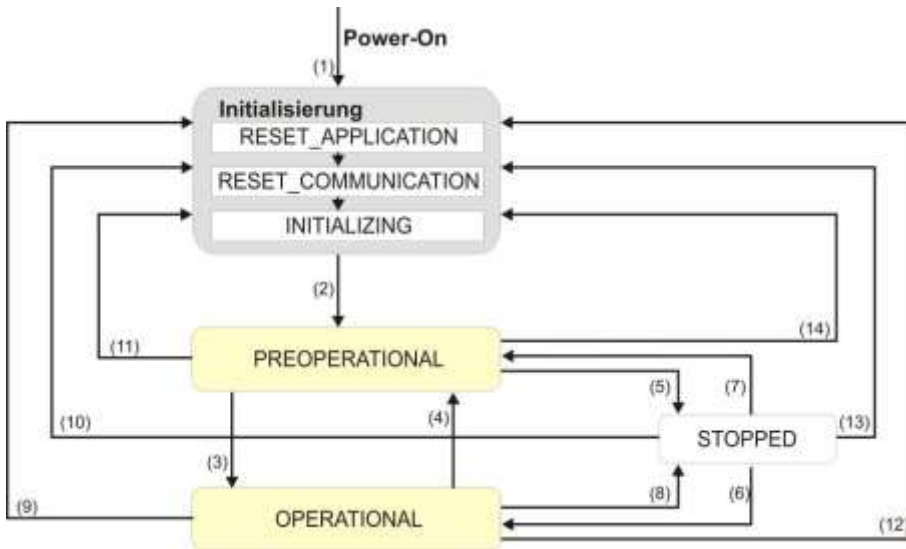 Power-On
(1)
Initialisierung
RESET_APPLICATION
RESET_COMMUNICATION
INITIALIZING
(2)
(14)
(11)
PREOPERATIONAL
(5)
(7)
(10)
(4)
(13)
STOPPED
(3)
(8)
(6)
(9)
OPERATIONAL
(12)